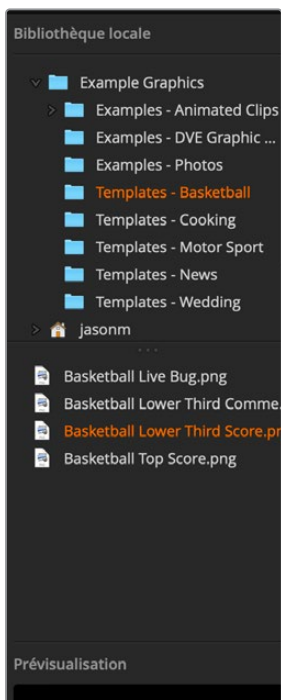 Bibliothèque locale
Example Graphics
Examples - Animated Clips
Examples - DVE Graphic ...
Examples - Photos
Templates - Basketball
Templates - Cooking
Templates - Motor Sport
Templates - News
Templates - Wedding
jasonm
Basketball Live Bug.png
Basketball Lower Third Comme.
Basketball Lower Third Score.pr
Basketball Top Score.png
Prévisualisation